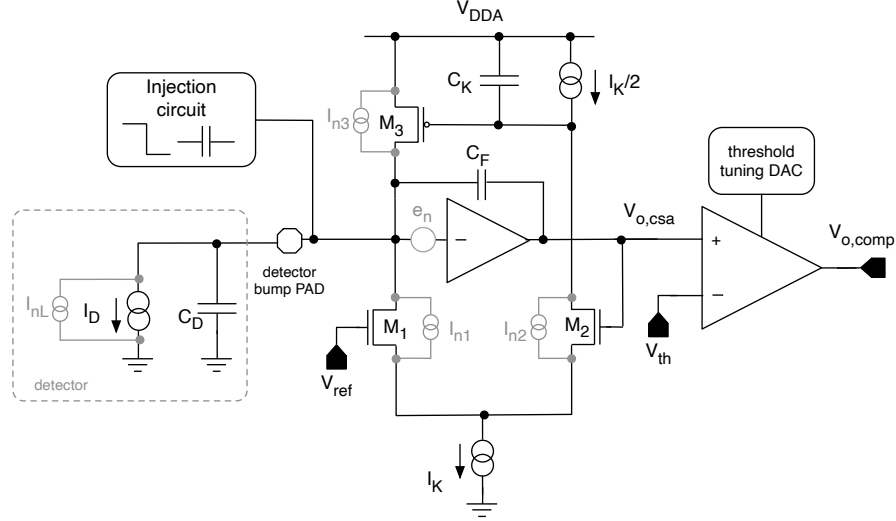 V_DDA
Injection
circuit
C_K
I_K/2
I_n3
M_3
C_F
threshold
tuning DAC
e_n
V_o,csa
V_o,comp
−
+
−
detector
bump PAD
I_nL
I_D
C_D
M_1
I_n1
I_n2
M_2
V_ref
V_th
detector
I_K